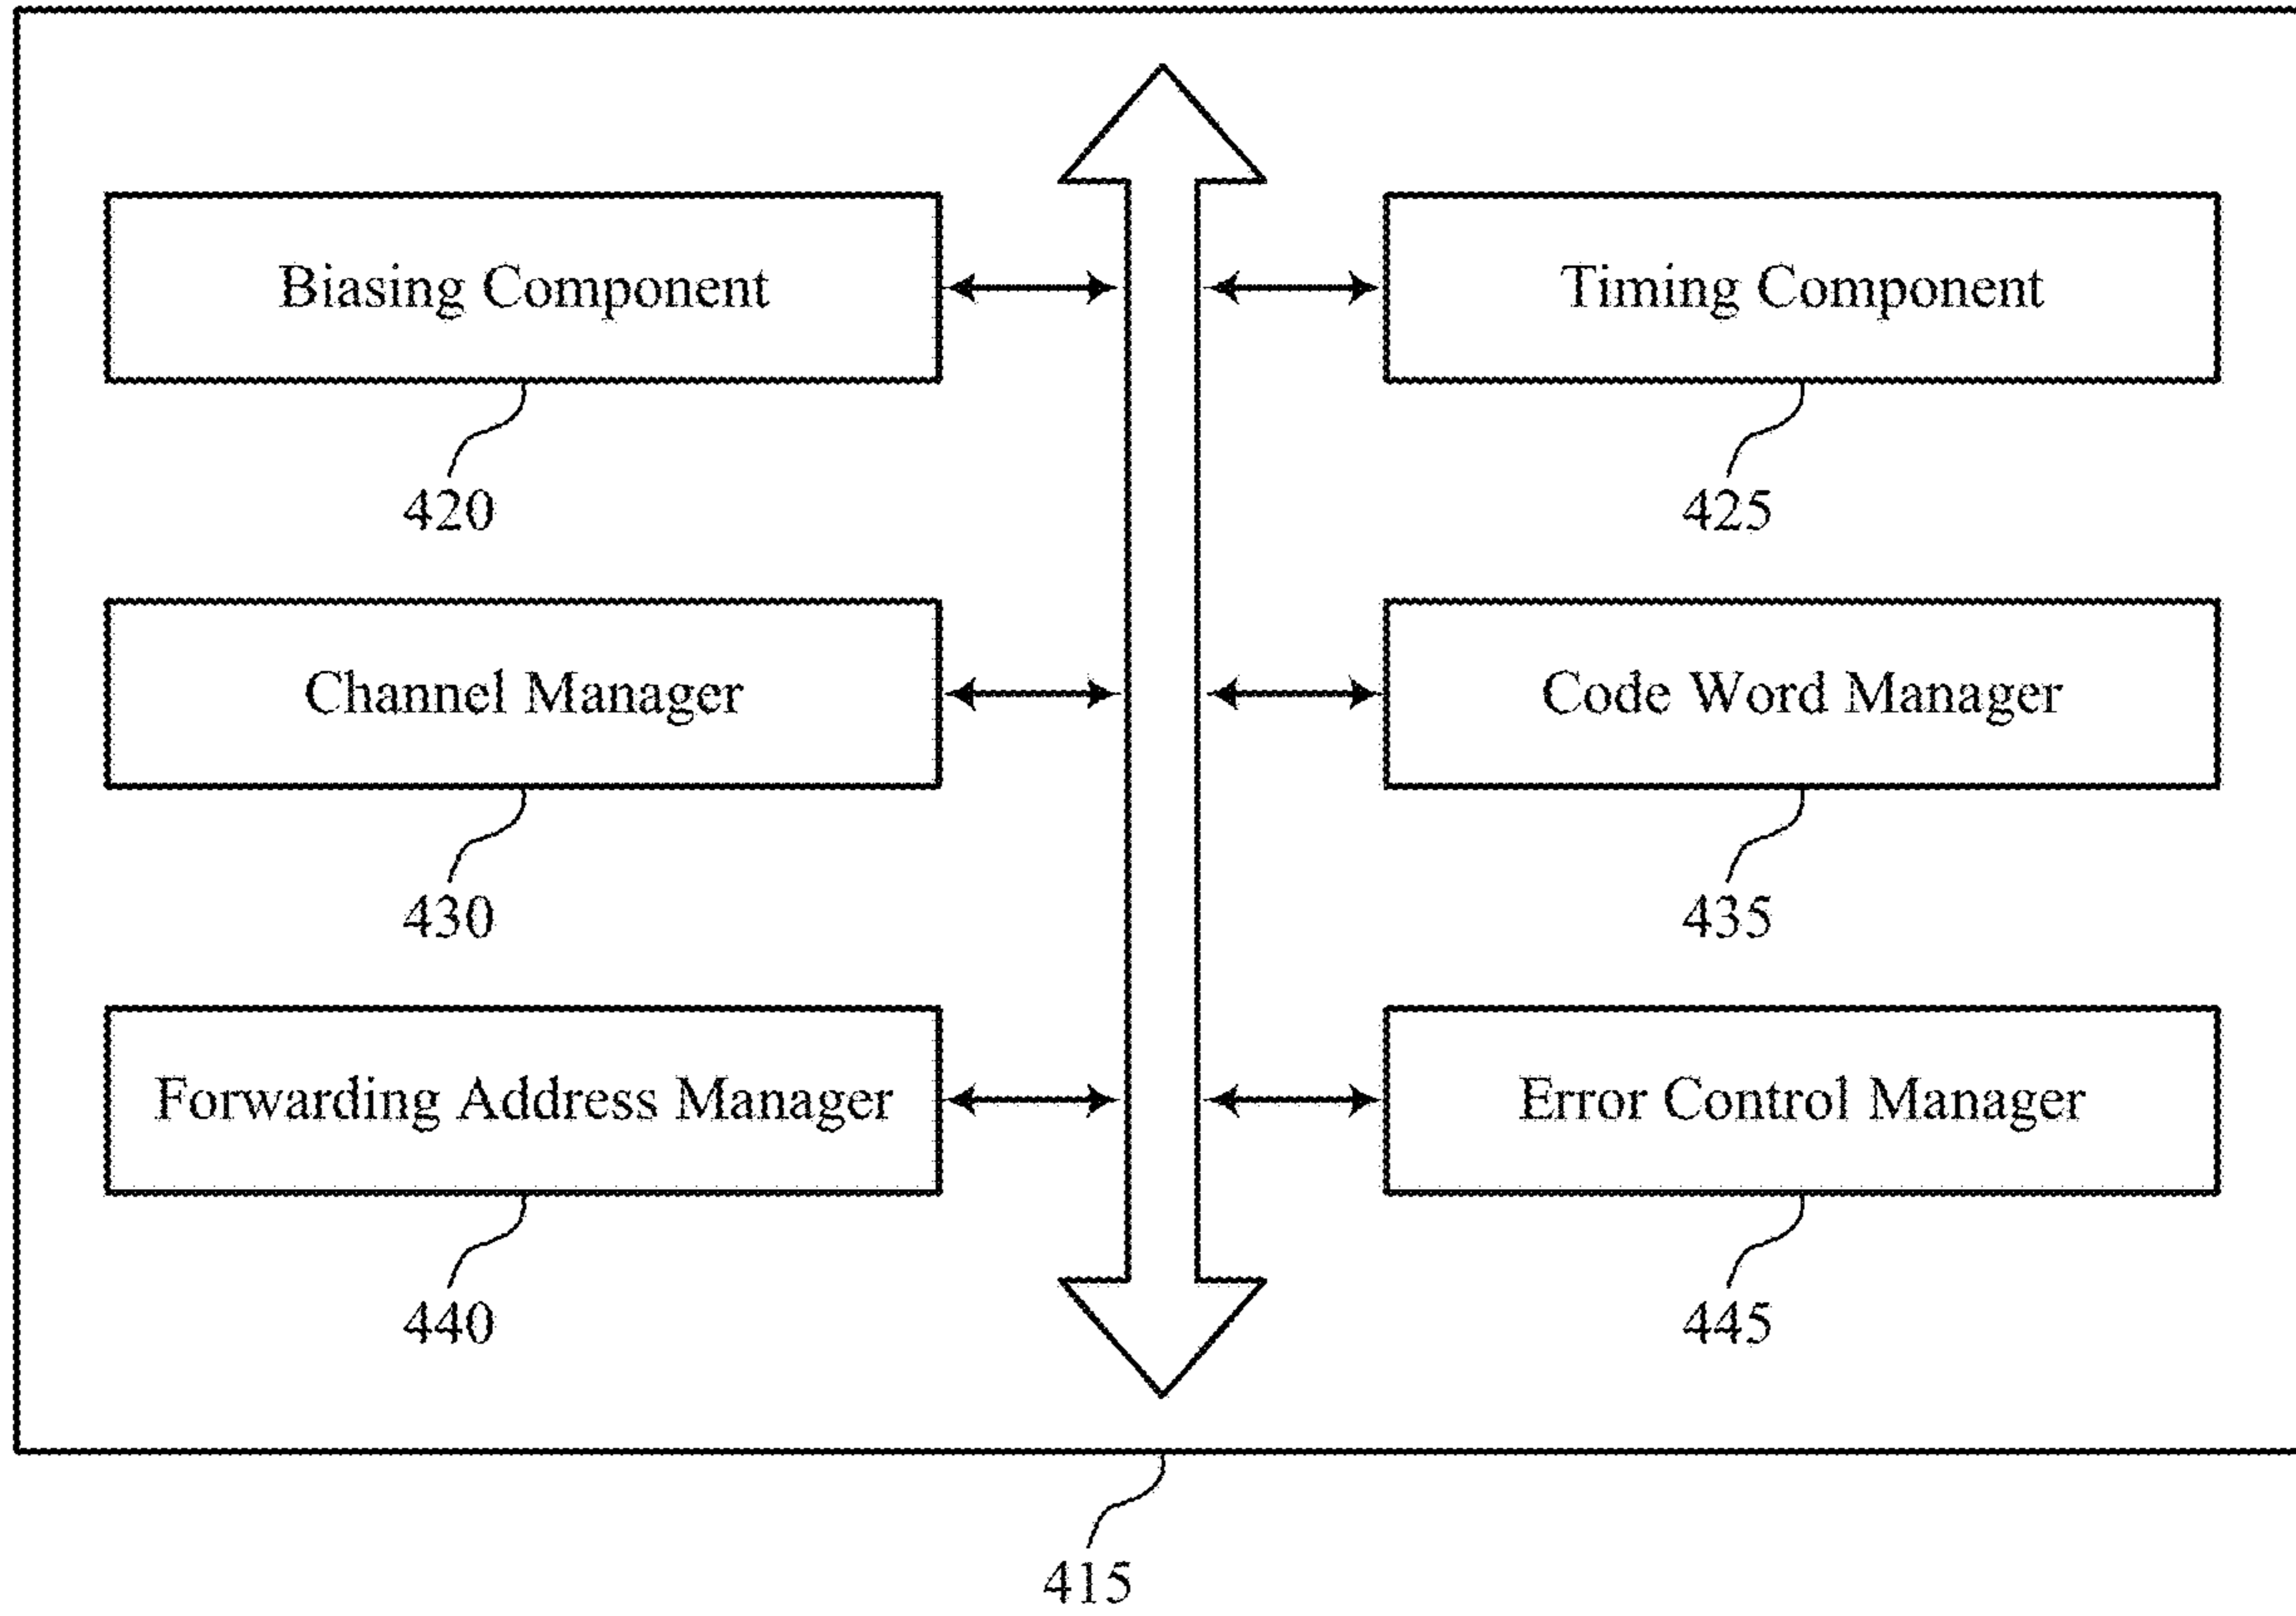 Biasing Component
Timing Component
420
425
Channel Manager
Code Word Manager
430
435
Forwarding Address Manager
Error Control Manager
440
445
415